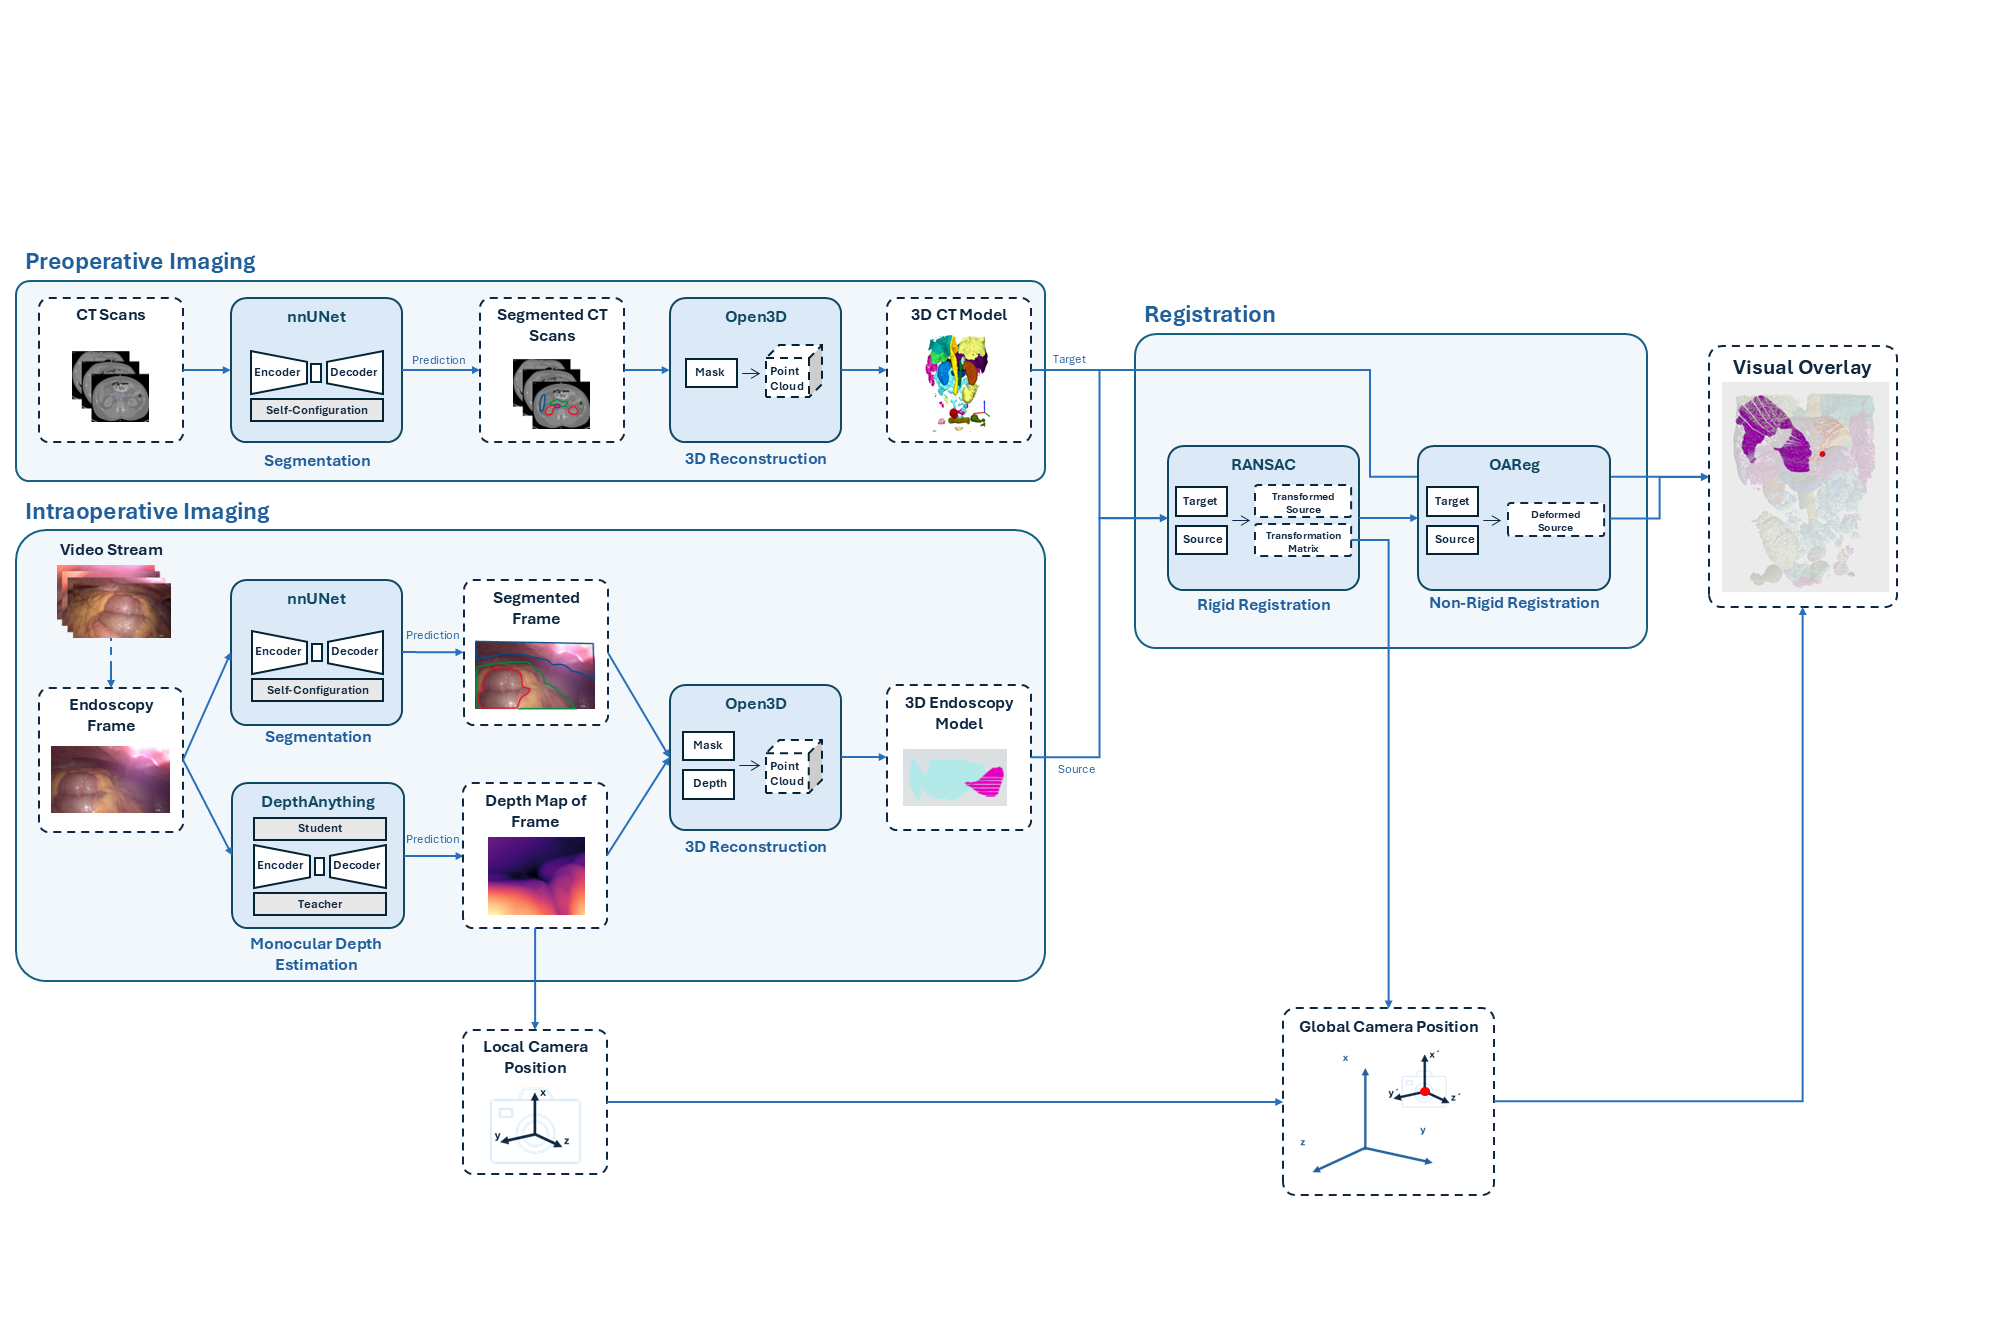 Preoperative Imaging
CT Scans
nnUNet
Encoder
Decoder
Self-Configuration
Segmentation
Prediction
Segmented CT
Scans
Open3D
Mask
Point
Cloud
3D Reconstruction
3D CT Model
Target
Intraoperative Imaging
Video Stream
Endoscopy
Frame
nnUNet
Encoder
Decoder
Self-Configuration
Segmentation
Prediction
Segmented
Frame
DepthAnything
Student
Encoder
Decoder
Teacher
Monocular Depth
Estimation
Prediction
Depth Map of
Frame
Open3D
Mask
Depth
Point
Cloud
3D Reconstruction
3D Endoscopy
Model
Source
Registration
RANSAC
Target
Source
Transformed
Source
Transformation
Matrix
Rigid Registration
OAReg
Target
Source
Deformed
Source
Non-Rigid Registration
Visual Overlay
Local Camera
Position
x
y
z
Global Camera Position
x
x´
y´
z´
y
z